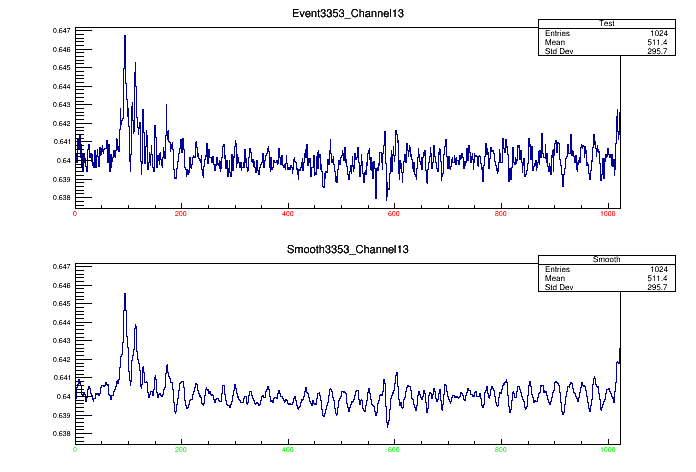 Event3353_Channel13
Test
Entries 1024
Mean 511.4
Std Dev 295.7
0.647
0.646
0.645
0.644
0.643
0.642
0.641
0.64
0.639
0.638
0 200 400 600 800 1000
Smooth3353_Channel13
Smooth
Entries 1024
Mean 511.4
Std Dev 295.7
0.647
0.646
0.645
0.644
0.643
0.642
0.641
0.64
0.639
0.638
0 200 400 600 800 1000